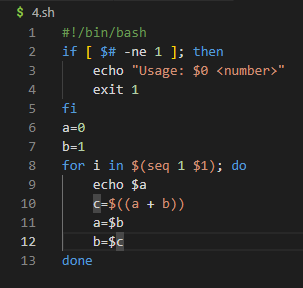 $ 4.sh
1 #!/bin/bash
2 if [ $# -ne 1 ]; then
3     echo "Usage: $0 <number>"
4     exit 1
5 fi
6 a=0
7 b=1
8 for i in $(seq 1 $1); do
9     echo $a
10     c=$((a + b))
11     a=$b
12     b=$c
13 done